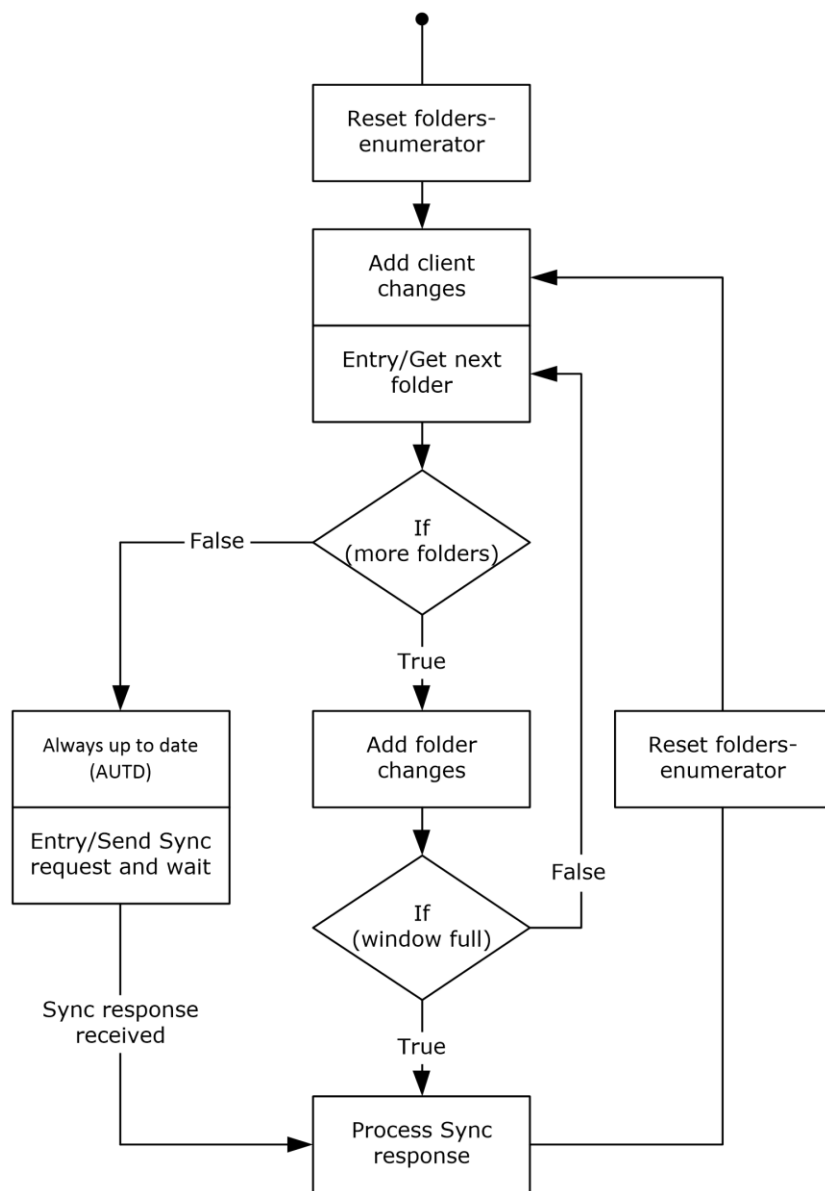 Reset folders-
enumerator
Add client
changes
Entry/Get next
folder
If
(more folders)
False
True
Always up to date
(AUTD)
Entry/Send Sync
request and wait
Add folder
changes
Reset folders-
enumerator
If
(window full)
False
Sync response
received
True
Process Sync
response